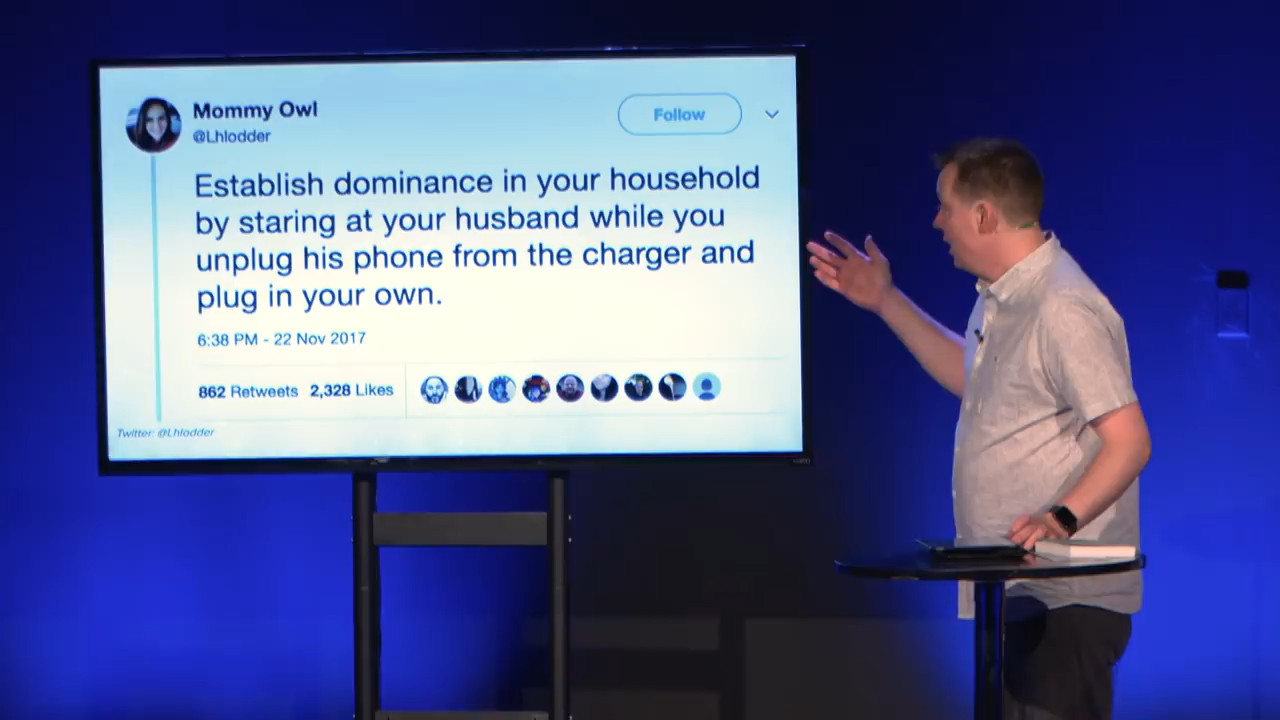 Mommy Owl
@Lhlodder
Follow
Establish dominance in your household
by staring at your husband while you
unplug his phone from the charger and
plug in your own.
6:38 PM - 22 Nov 2017
862 Retweets 2,328 Likes
Twitter: @Lhlodder